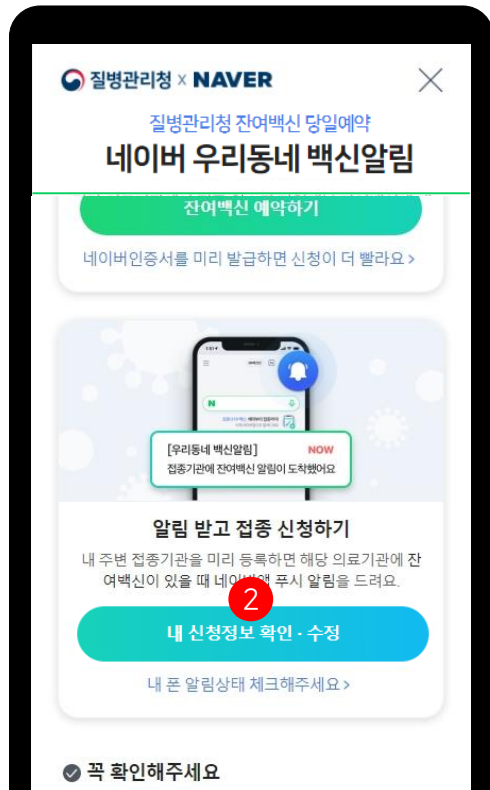 질병관리청 × NAVER
질병관리청 잔여백신 당일예약
네이버 우리동네 백신알림
잔여백신 예약하기
네이버인증서를 미리 발급하면 신청이 더 빨라요 >
N
[우리동네 백신알림] NOW
접종기관에 잔여백신 알림이 도착했어요
알림 받고 접종 신청하기
내 주변 접종기관을 미리 등록하면 해당 의료기관에 잔
여백신이 있을 때 푸시 알림을 드려요.
2
내 신청정보 확인 · 수정
내 폰 알림상태 체크해주세요 >
꼭 확인해주세요